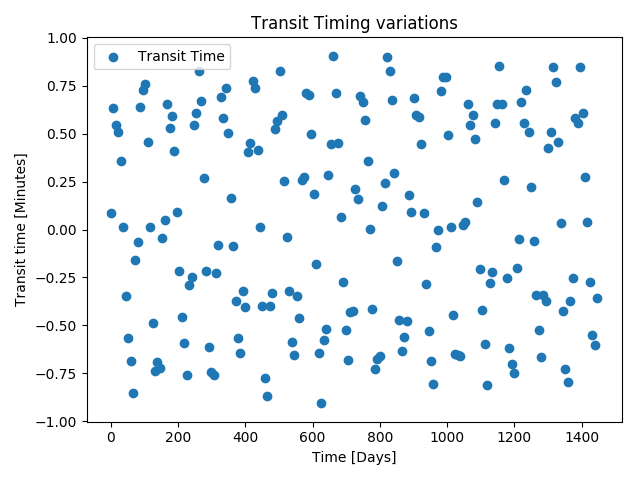 Transit Timing variations
Transit Time
Transit time [Minutes]
1.00
0.75
0.50
0.25
0.00
−0.25
−0.50
−0.75
−1.00
0 200 400 600 800 1000 1200 1400
Time [Days]